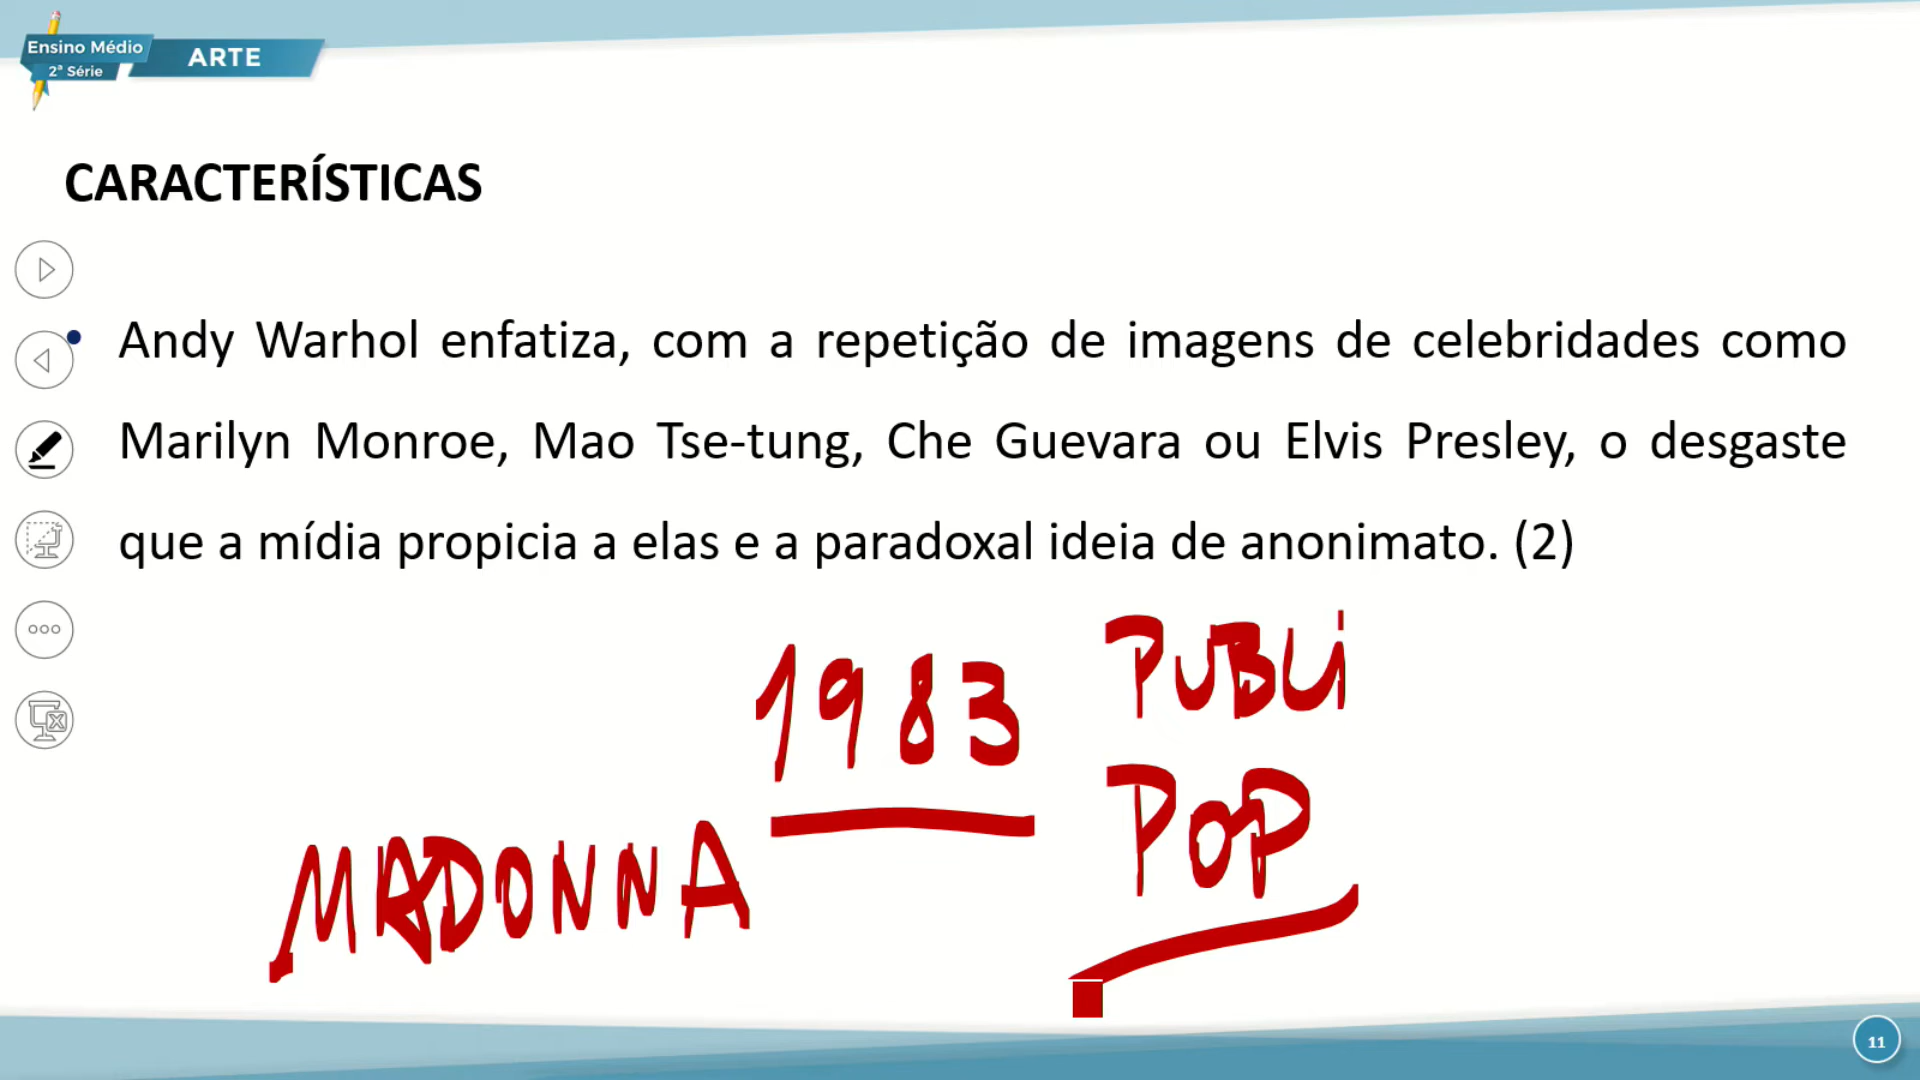 Ensino Médio
2ª Série
ARTE
CARACTERÍSTICAS
• Andy Warhol enfatiza, com a repetição de imagens de celebridades como
Marilyn Monroe, Mao Tse-tung, Che Guevara ou Elvis Presley, o desgaste
que a mídia propicia a elas e a paradoxal ideia de anonimato. (2)
1983
PUBLI
POP
MADONNA
11